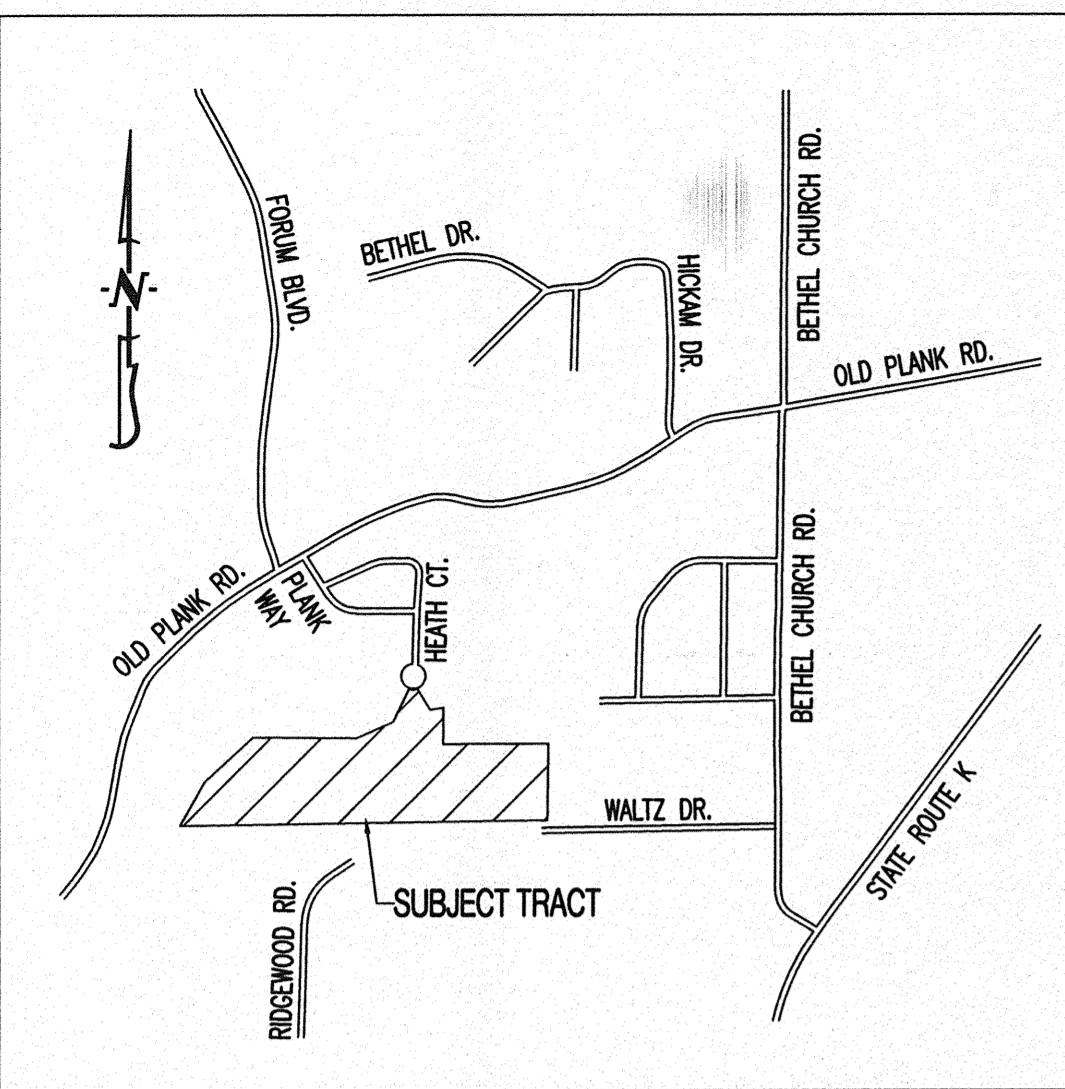 FORUM BLVD.
BETHEL DR.
HICKAM DR.
BETHEL CHURCH RD.
N
OLD PLANK RD.
OLD PLANK RD.
PLANK
WAY
HEATH CT.
BETHEL CHURCH RD.
WALTZ DR.
STATE ROUTE K
SUBJECT TRACT
RIDGEWOOD RD.